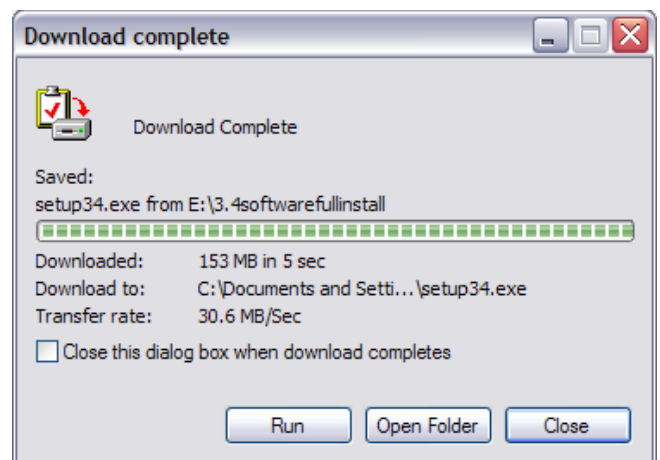 Download complete
Download Complete
Saved:
setup34.exe from E:\3.4softwarefullinstall
Downloaded: 153 MB in 5 sec
Download to: C:\Documents and Setti...\setup34.exe
Transfer rate: 30.6 MB/Sec
Close this dialog box when download completes
Run Open Folder Close